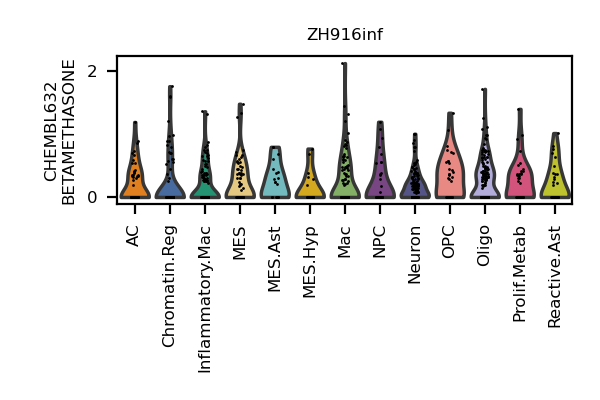 ZH916inf
CHEMBL632
BETAMETHASONE
2
0
AC
Chromatin.Reg
Inflammatory.Mac
MES
MES.Ast
MES.Hyp
Mac
NPC
Neuron
OPC
Oligo
Prolif.Metab
Reactive.Ast